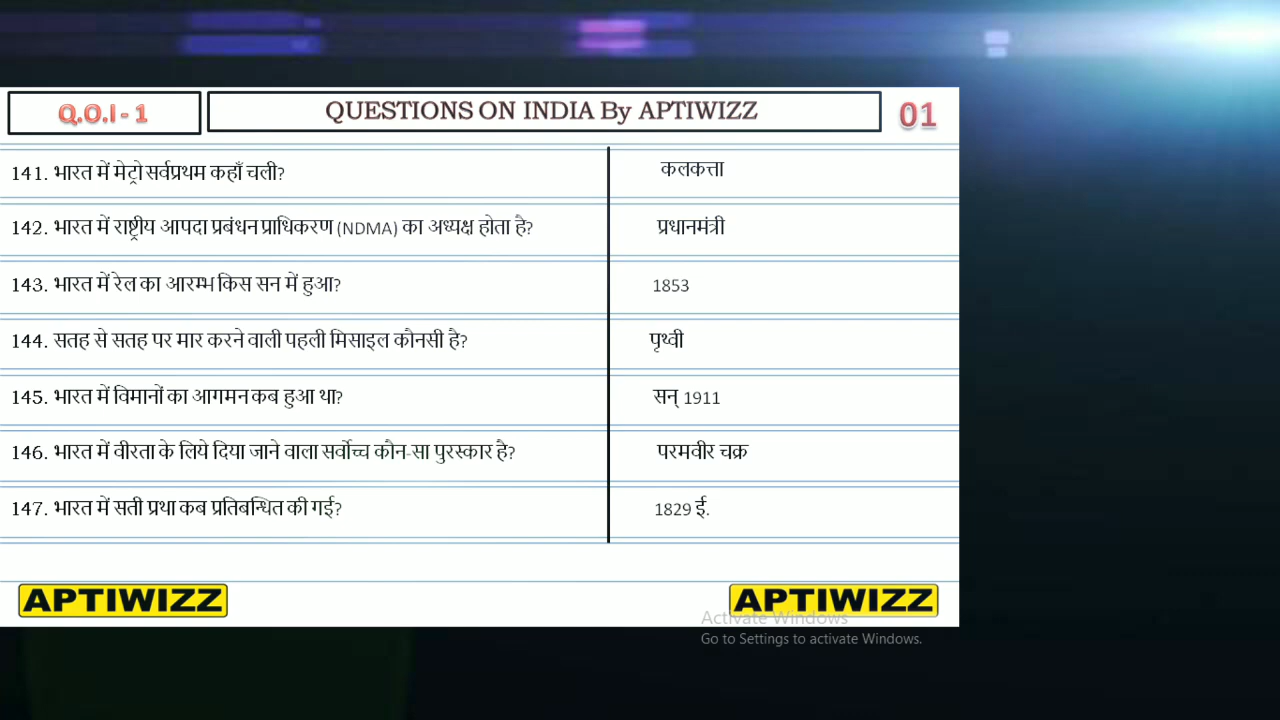 Q.O.I - 1
QUESTIONS ON INDIA By APTIWIZZ
01
141. भारत में मेट्रो सर्वप्रथम कहाँ चली? कलकत्ता
142. भारत में राष्ट्रीय आपदा प्रबंधन प्राधिकरण (NDMA) का अध्यक्ष होता है? प्रधानमंत्री
143. भारत में रेल का आरम्भ किस सन में हुआ? 1853
144. सतह से सतह पर मार करने वाली पहली मिसाइल कौनसी है? पृथ्वी
145. भारत में विमानों का आगमन कब हुआ था? सन् 1911
146. भारत में वीरता के लिये दिया जाने वाला सर्वोच्च कौन-सा पुरस्कार है? परमवीर चक्र
147. भारत में सती प्रथा कब प्रतिबन्धित की गई? 1829 ई.
APTIWIZZ APTIWIZZ
Activate Windows
Go to Settings to activate Windows.